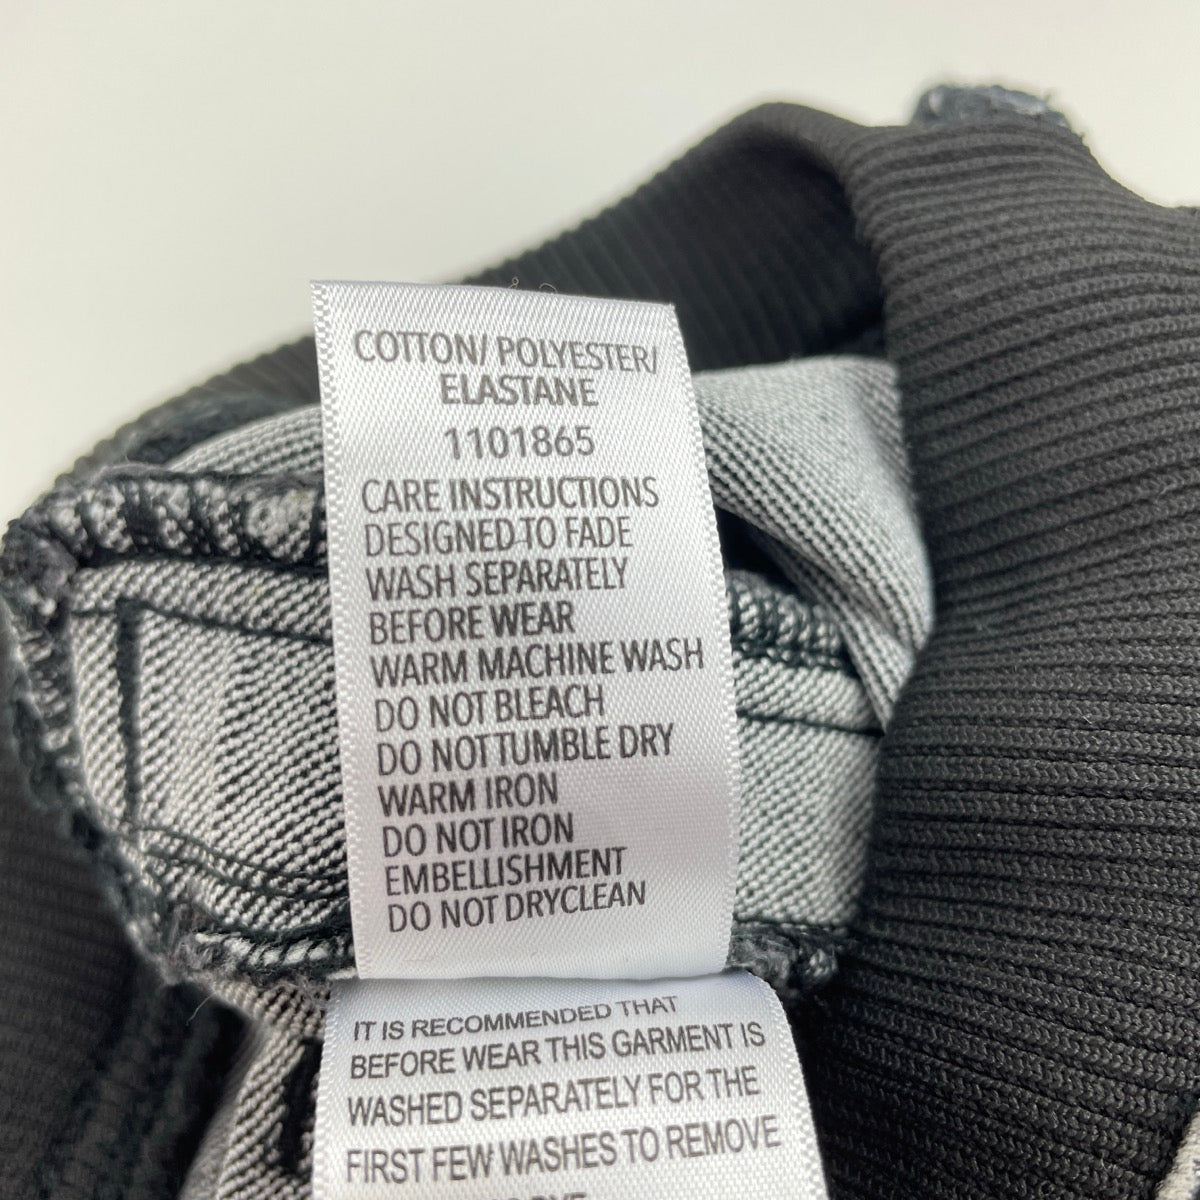 COTTON/ POLYESTER/
ELASTANE
1101865
CARE INSTRUCTIONS
DESIGNED TO FADE
WASH SEPARATELY
BEFORE WEAR
WARM MACHINE WASH
DO NOT BLEACH
DO NOT TUMBLE DRY
WARM IRON
DO NOT IRON
EMBELLISHMENT
DO NOT DRYCLEAN
IT IS RECOMMENDED THAT
BEFORE WEAR THIS GARMENT IS
WASHED SEPARATELY FOR THE
FIRST FEW WASHES TO REMOVE